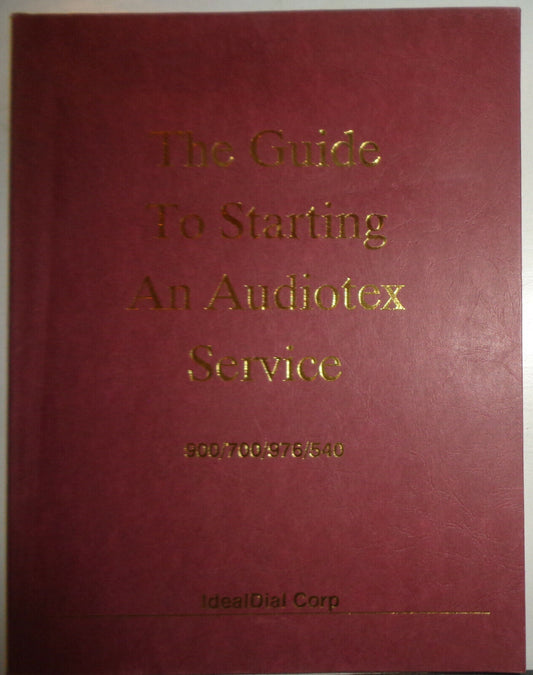 The Guide
To Starting
An Audiotex
Service
900/700/976/540
IdealDial Corp